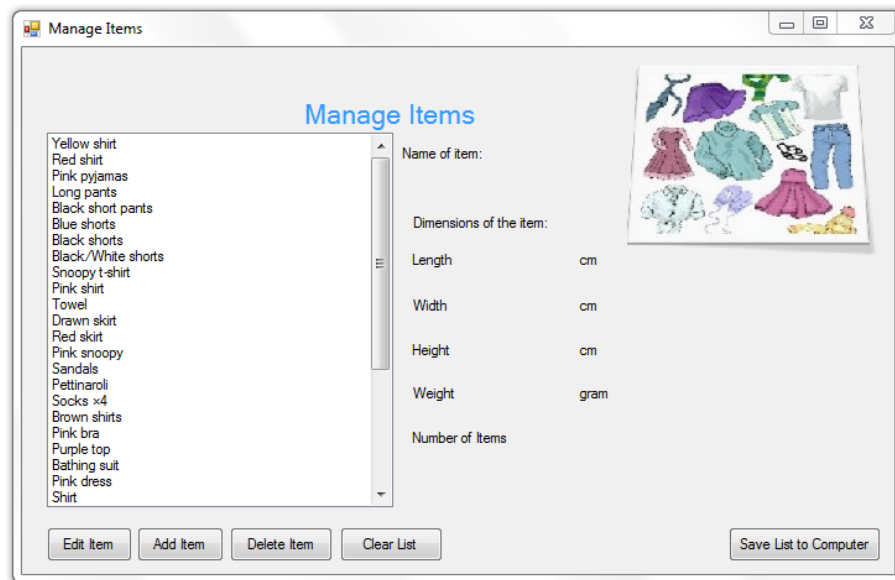 Manage Items
Manage Items
Yellow shirt
Red shirt
Pink pyjamas
Long pants
Black short pants
Blue shorts
Black shorts
Black/White shorts
Snoopy t-shirt
Pink shirt
Towel
Drawn skirt
Red skirt
Pink snoopy
Sandals
Pettinaroli
Socks ×4
Brown shirts
Pink bra
Purple top
Bathing suit
Pink dress
Shirt
Name of item:
Dimensions of the item:
Length cm
Width cm
Height cm
Weight gram
Number of Items
Edit Item Add Item Delete Item Clear List Save List to Computer